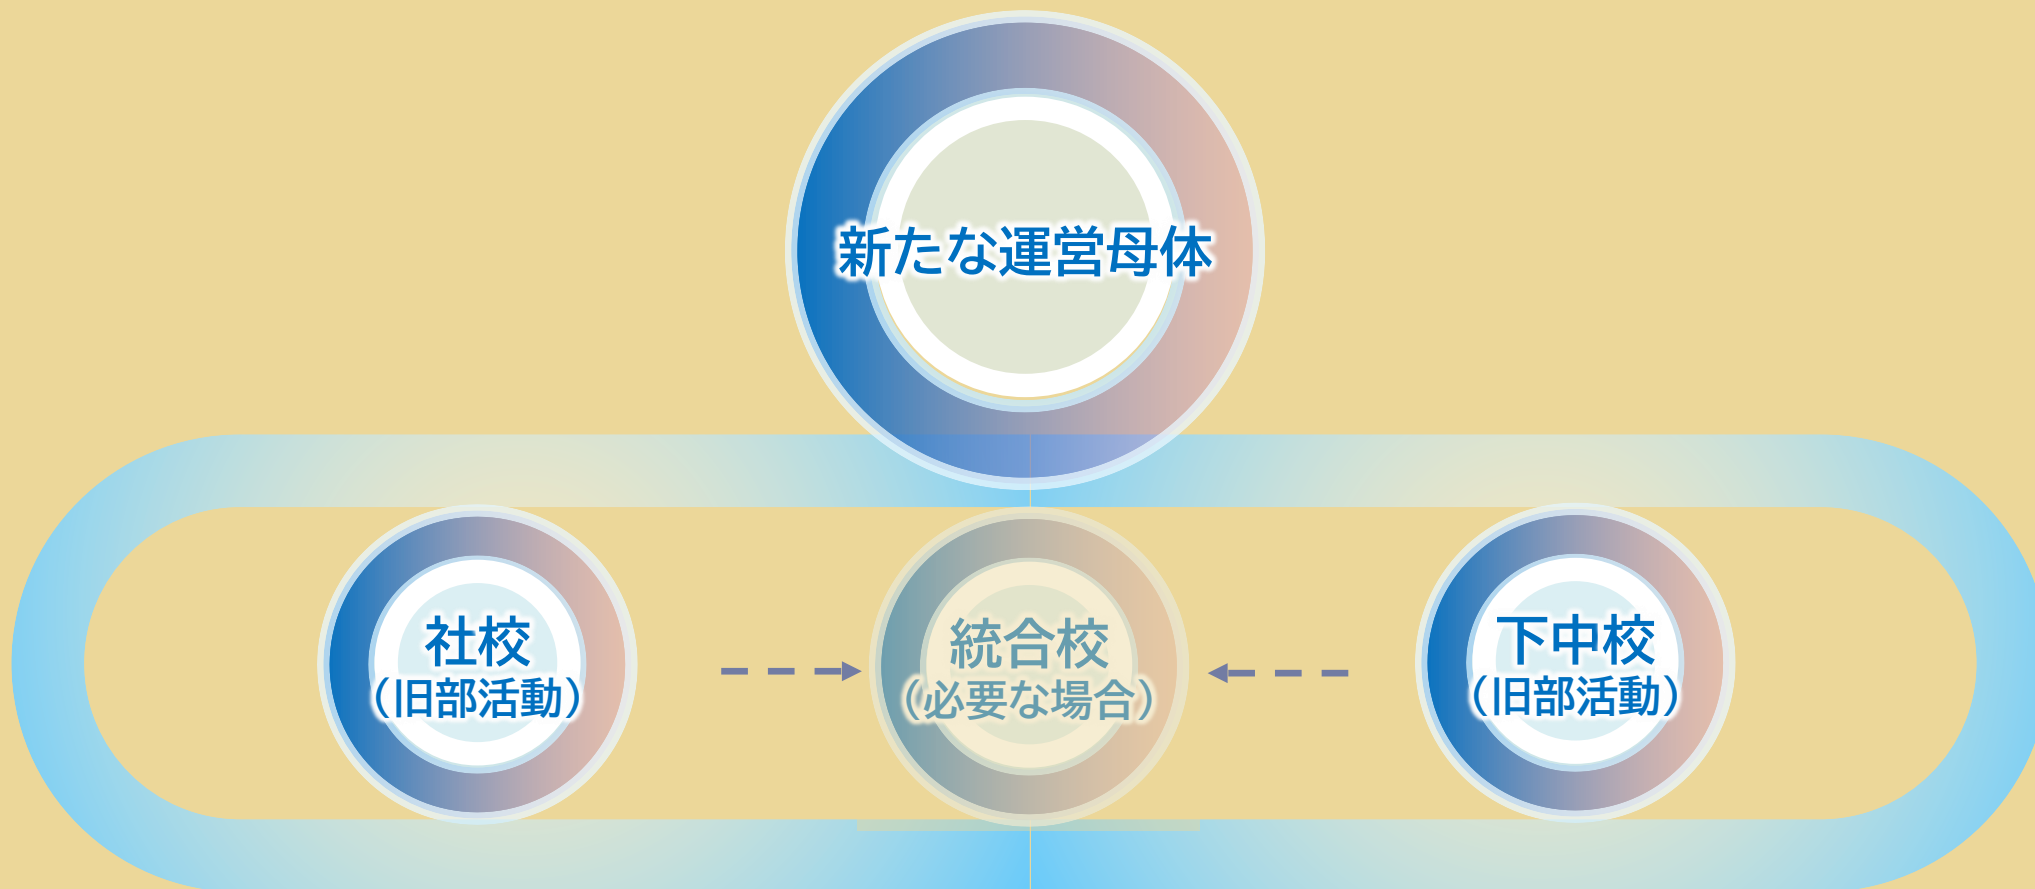 新たな運営母体
社校
（旧部活動）
統合校
（必要な場合）
下中校
（旧部活動）